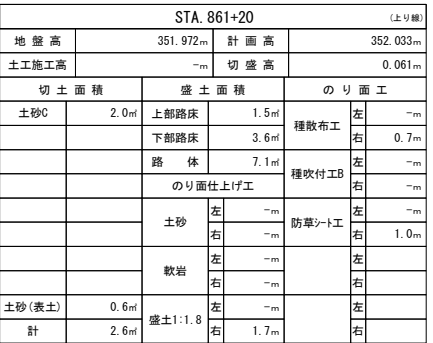 STA. 861+20 (上り線)
地盤高 351.972m 計画高 352.033m
土工施工高 -m 切盛高 0.061m
切土面積 盛土面積 のり面工
土砂C 2.0㎡ 上部路床 1.5㎡ 種散布工 左 -m
下部路床 3.6㎡ 右 0.7m
路体 7.1㎡ 種吹付工B 左 -m
のり面仕上げ工 右 -m
土砂 左 -m 防草ｼｰﾄ工 左 -m
右 -m 右 1.0m
軟岩 左 -m 左
右 -m 右
土砂(表土) 0.6㎡ 盛土1:1.8 左 -m 左
計 2.6㎡ 右 1.7m 右